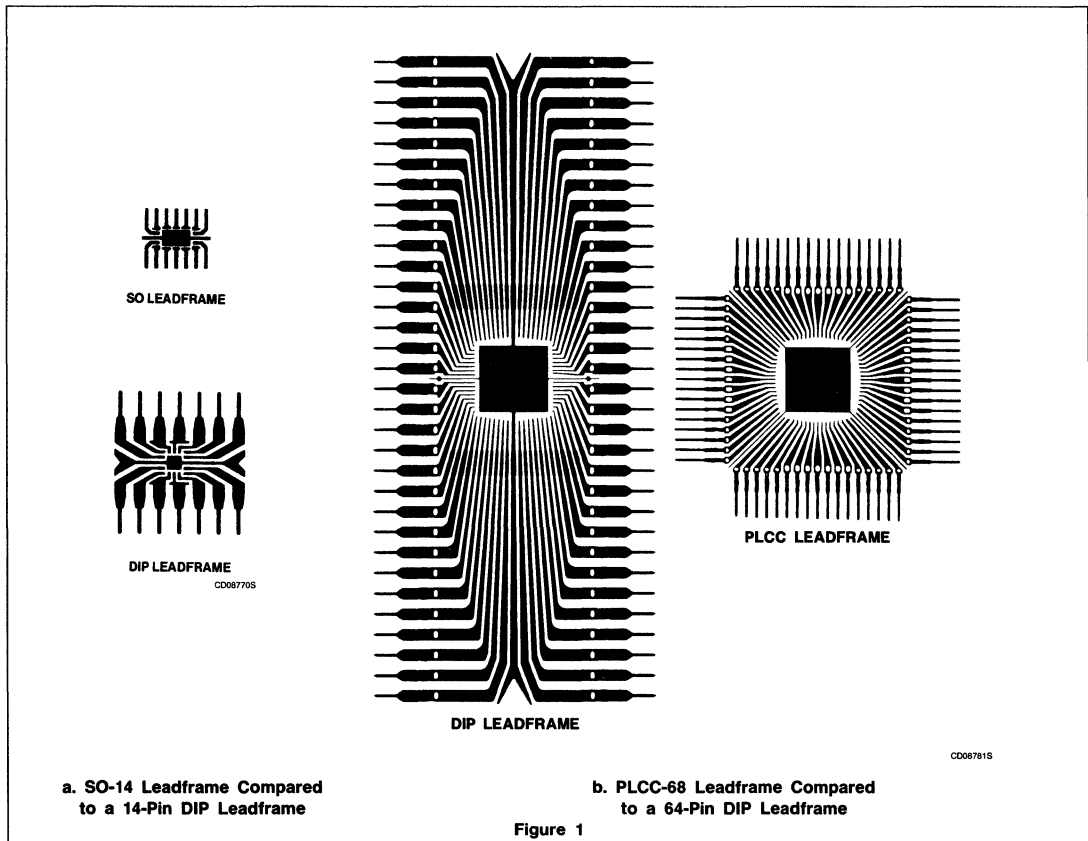 SO LEADFRAME
DIP LEADFRAME
CD08770S
DIP LEADFRAME
PLCC LEADFRAME
CD08781S
a. SO-14 Leadframe Compared
to a 14-Pin DIP Leadframe
b. PLCC-68 Leadframe Compared
to a 64-Pin DIP Leadframe
Figure 1